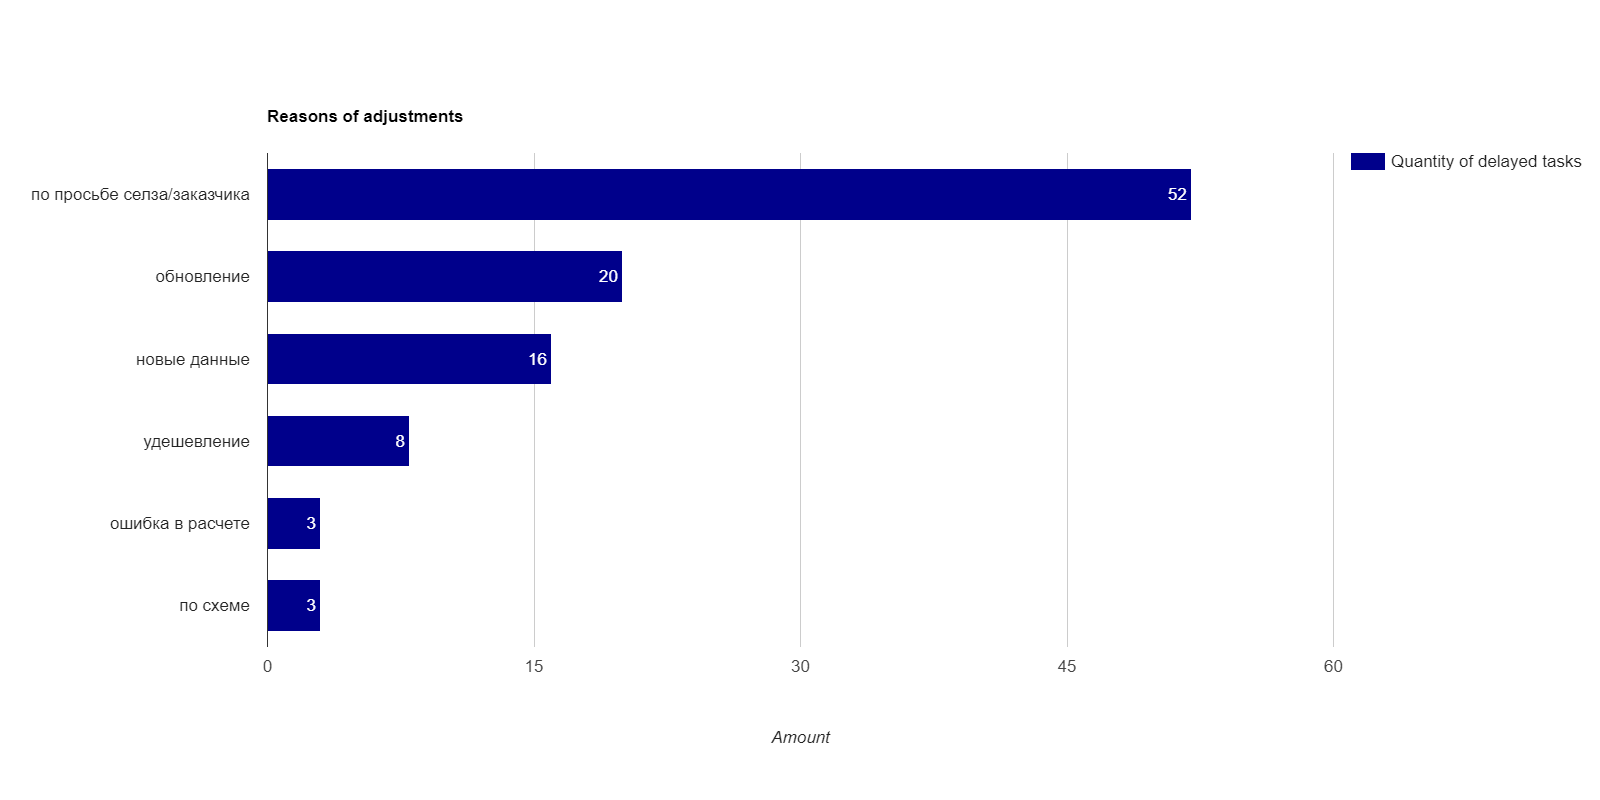 Reasons of adjustments
Quantity of delayed tasks
по просьбе селза/заказчика
52
обновление
20
новые данные
16
удешевление
8
ошибка в расчете
3
по схеме
3
0 15 30 45 60
Amount